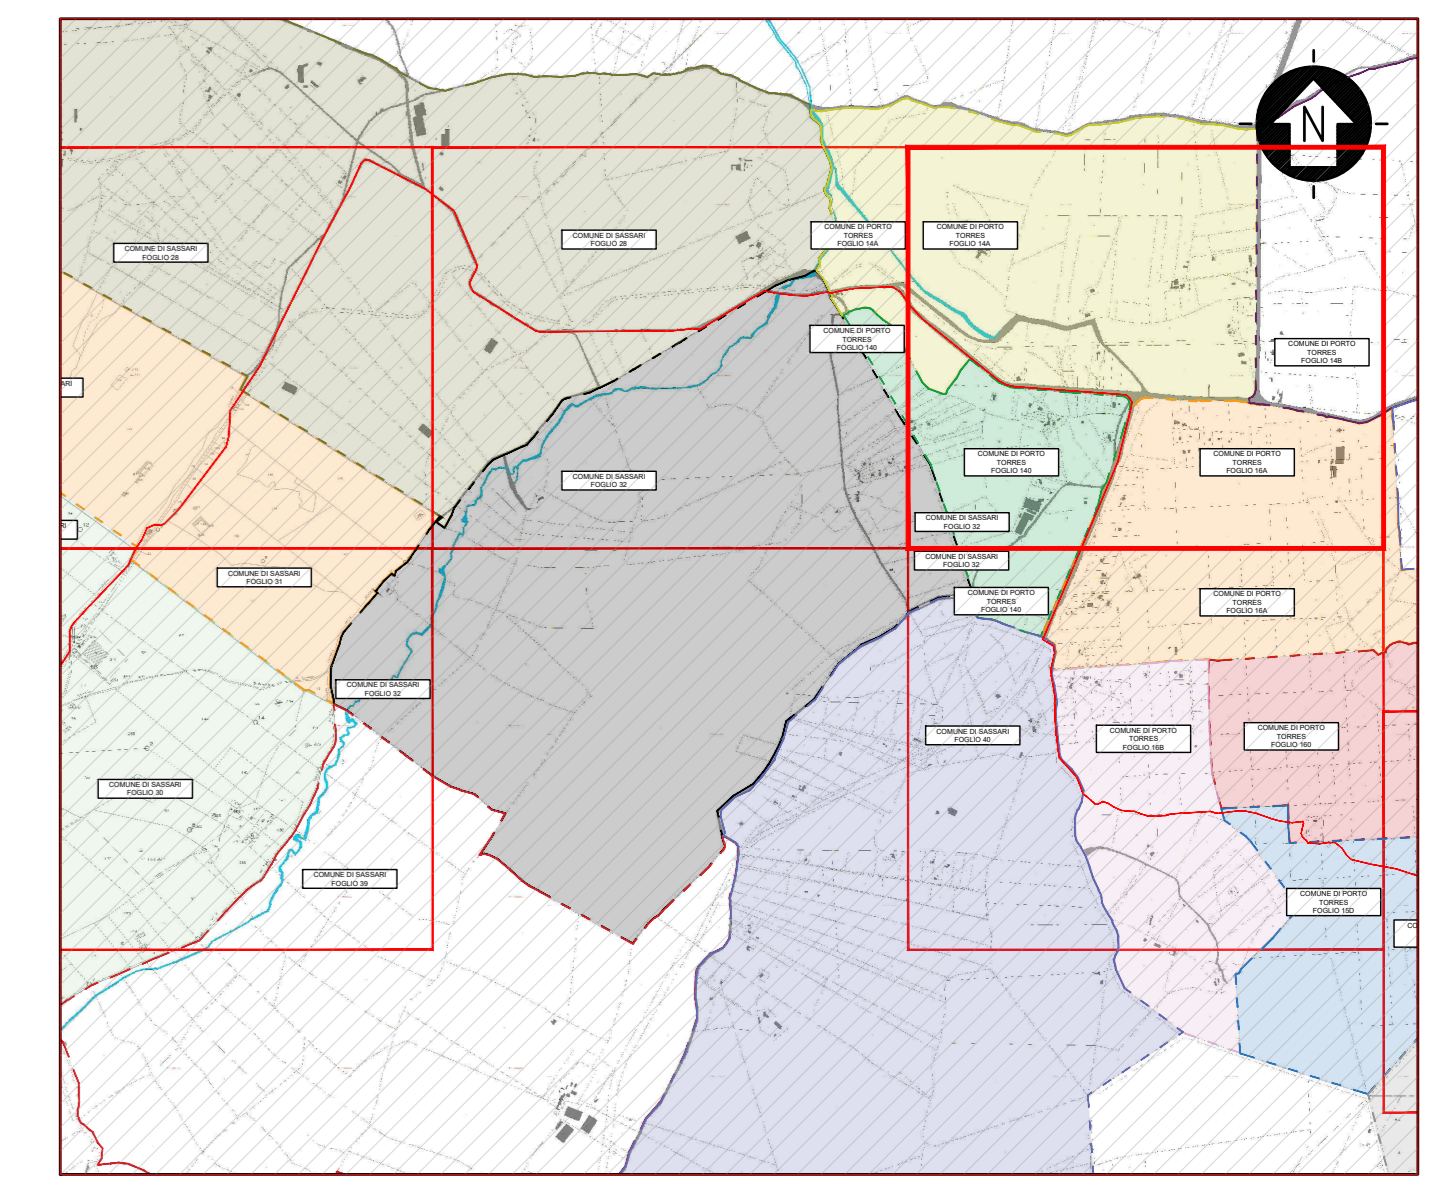 N
COMUNE DI SASSARI
FOGLIO 28
COMUNE DI SASSARI
FOGLIO 28
COMUNE DI PORTO
TORRES
FOGLIO 14A
COMUNE DI PORTO
TORRES
FOGLIO 14A
COMUNE DI PORTO
TORRES
FOGLIO 140
COMUNE DI PORTO
TORRES
FOGLIO 14B
ARI
COMUNE DI SASSARI
FOGLIO 32
COMUNE DI PORTO
TORRES
FOGLIO 140
COMUNE DI PORTO
TORRES
FOGLIO 16A
COMUNE DI SASSARI
FOGLIO 32
COMUNE DI SASSARI
FOGLIO 32
COMUNE DI SASSARI
FOGLIO 31
COMUNE DI PORTO
TORRES
FOGLIO 140
COMUNE DI PORTO
TORRES
FOGLIO 16A
COMUNE DI SASSARI
FOGLIO 32
COMUNE DI SASSARI
FOGLIO 40
COMUNE DI PORTO
TORRES
FOGLIO 16B
COMUNE DI PORTO
TORRES
FOGLIO 160
COMUNE DI SASSARI
FOGLIO 30
COMUNE DI SASSARI
FOGLIO 39
COMUNE DI PORTO
TORRES
FOGLIO 15D
CO